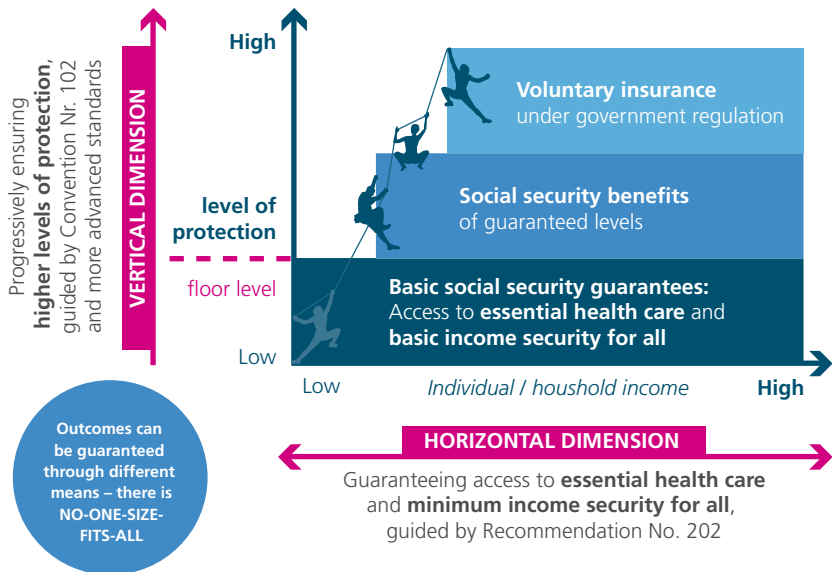 Progressively ensuring
higher levels of protection,
guided by Convention Nr. 102
and more advanced standards
VERTICAL DIMENSION
High
level of
protection
floor level
Low
Voluntary insurance
under government regulation
Social security benefits
of guaranteed levels
Basic social security guarantees:
Access to essential health care and
basic income security for all
Low
Individual / houshold income
High
Outcomes can
be guaranteed
through different
means – there is
NO-ONE-SIZE-
FITS-ALL
HORIZONTAL DIMENSION
Guaranteeing access to essential health care
and minimum income security for all,
guided by Recommendation No. 202